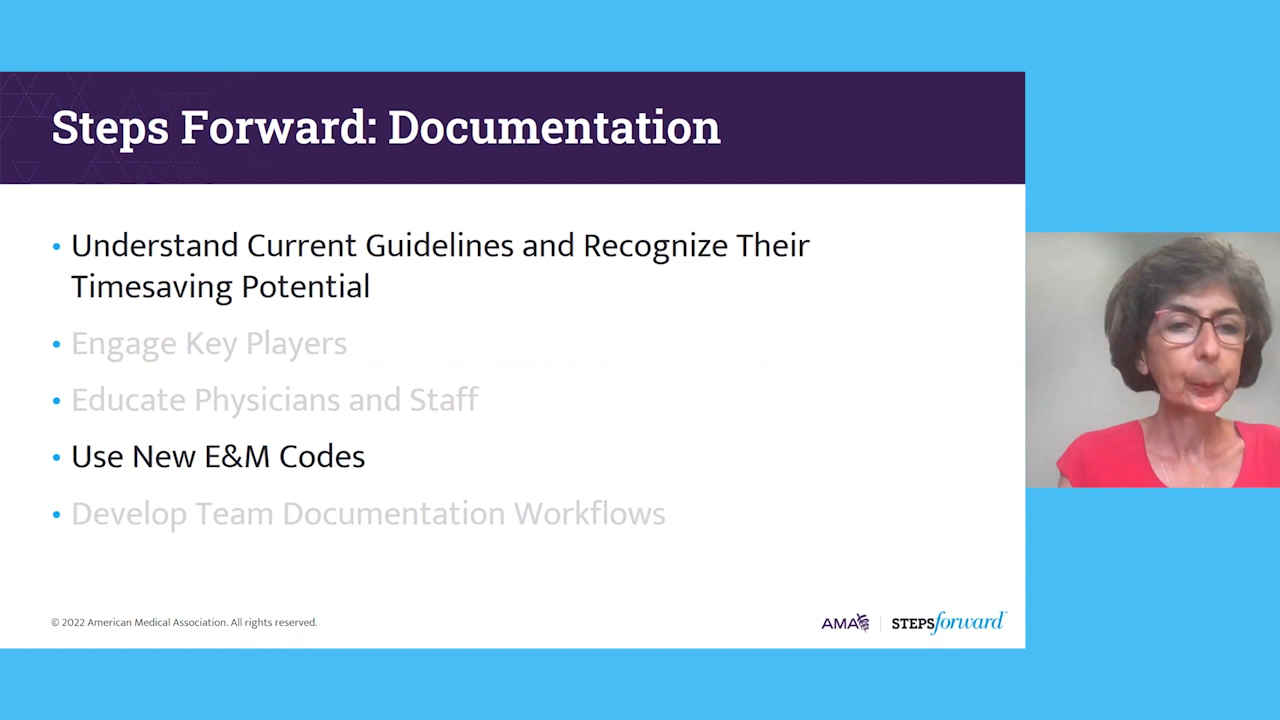 Steps Forward: Documentation
• Understand Current Guidelines and Recognize Their
Timesaving Potential
• Engage Key Players
• Educate Physicians and Staff
• Use New E&M Codes
• Develop Team Documentation Workflows
© 2022 American Medical Association. All rights reserved.
AMA | STEPSforward™